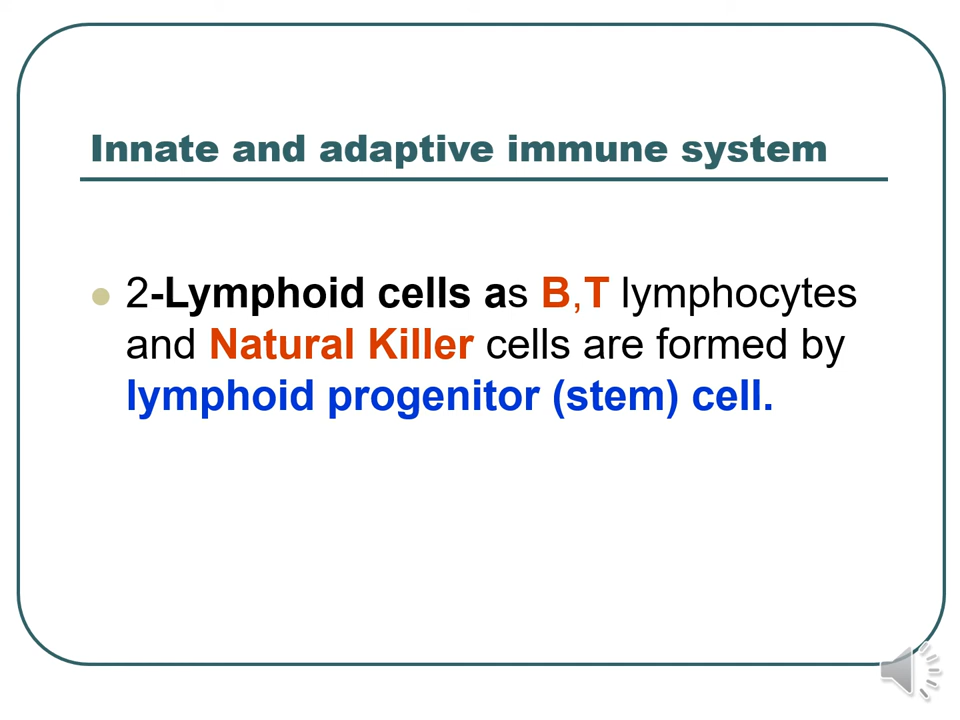 Innate and adaptive immune system
2-Lymphoid cells as B,T lymphocytes
and Natural Killer cells are formed by
lymphoid progenitor (stem) cell.